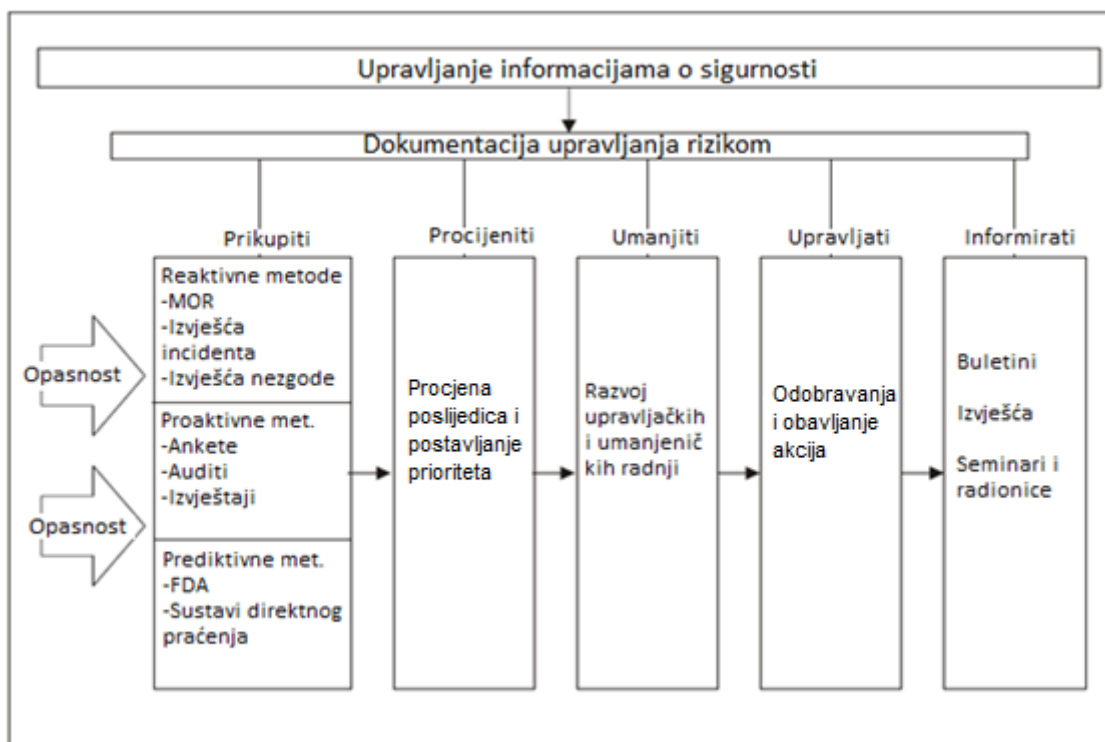 Upravljanje informacijama o sigurnosti
Dokumentacija upravljanja rizikom
Prikupiti
Procijeniti
Umanjiti
Upravljati
Informirati
Opasnost
Opasnost
Reaktivne metode
-MOR
-Izvješća
incidenta
-Izvješća nezgode
Proaktivne met.
-Ankete
-Auditi
-Izvještaji
Prediktivne met.
-FDA
-Sustavi direktnog
praćenja
Procjena
poslijedica i
postavljanje
prioriteta
Razvoj
upravljačkih
i umanjenič
kih radnji
Odobravanja
i obavljanje
akcija
Buletini
Izvješća
Seminari i
radionice